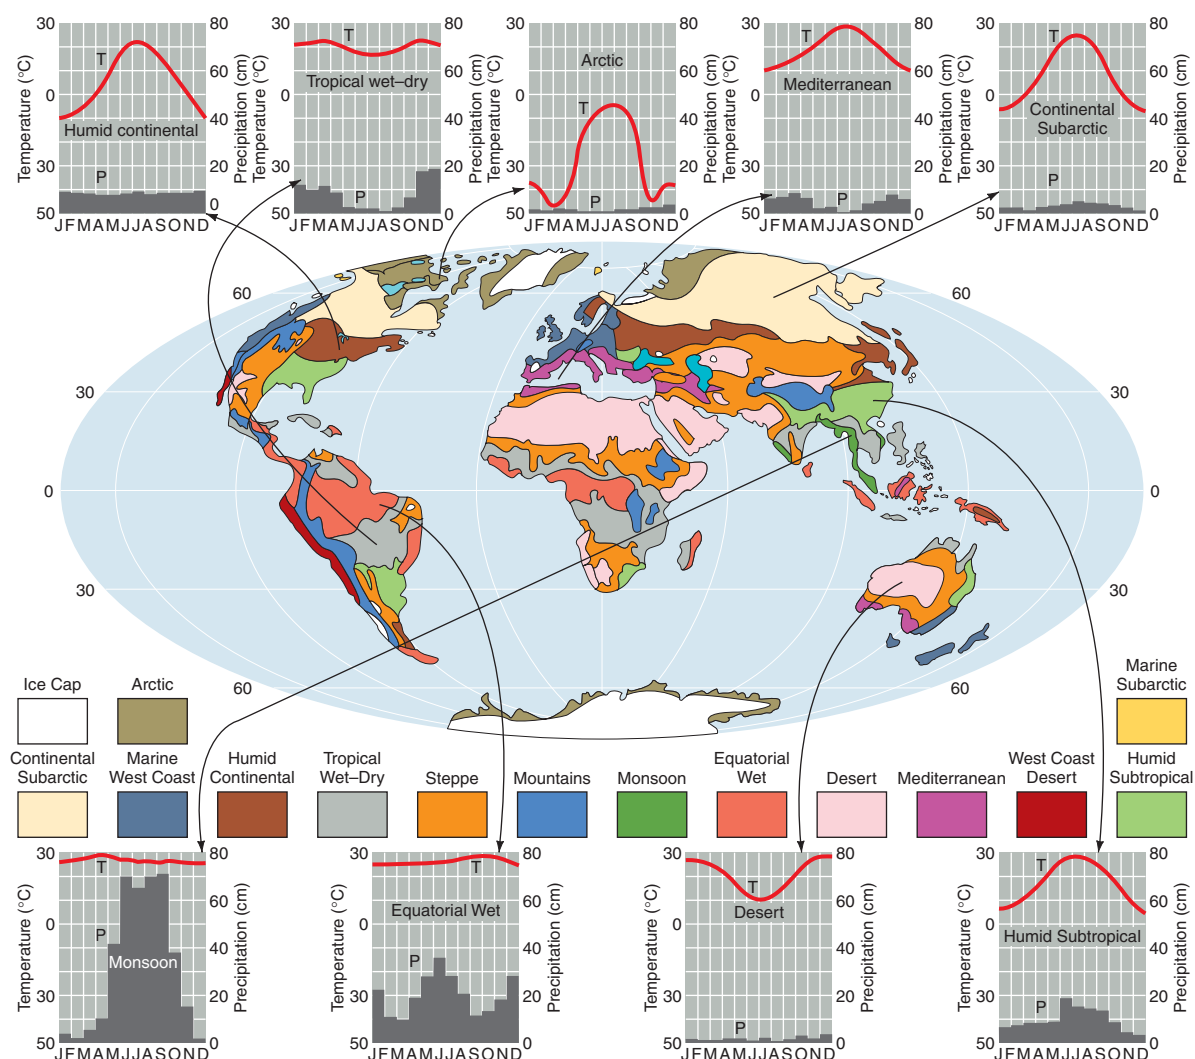 30
0
30
50
Temperature (°C)
T
Humid continental
P
JFMAMJJASOND
80
60
40
20
0
Precipitation (cm)
Temperature (°C)
T
Tropical wet–dry
P
JFMAMJJASOND
80
60
40
20
0
Precipitation (cm)
Temperature (°C)
Arctic
T
P
JFMAMJJASOND
80
60
40
20
0
Precipitation (cm)
30
0
30
50
Temperature (°C)
T
Mediterranean
P
JFMAMJJASOND
80
60
40
20
0
Precipitation (cm)
30
0
30
50
Temperature (°C)
T
Continental
Subarctic
P
JFMAMJJASOND
80
60
40
20
0
Precipitation (cm)
60
60
30
30
0
0
30
30
60
60
Ice Cap
Arctic
Marine
Subarctic
Continental
Subarctic
Marine
West Coast
Humid
Continental
Tropical
Wet–Dry
Steppe
Mountains
Monsoon
Equatorial
Wet
Desert
Mediterranean
West Coast
Desert
Humid
Subtropical
30
0
30
50
Temperature (°C)
T
P
Monsoon
JFMAMJJASOND
80
60
40
20
0
Precipitation (cm)
30
0
30
50
Temperature (°C)
T
Equatorial Wet
P
JFMAMJJASOND
80
60
40
20
0
Precipitation (cm)
30
0
30
50
Temperature (°C)
T
Desert
P
JFMAMJJASOND
80
60
40
20
0
Precipitation (cm)
30
0
30
50
Temperature (°C)
T
Humid Subtropical
P
JFMAMJJASOND
80
60
40
20
0
Precipitation (cm)